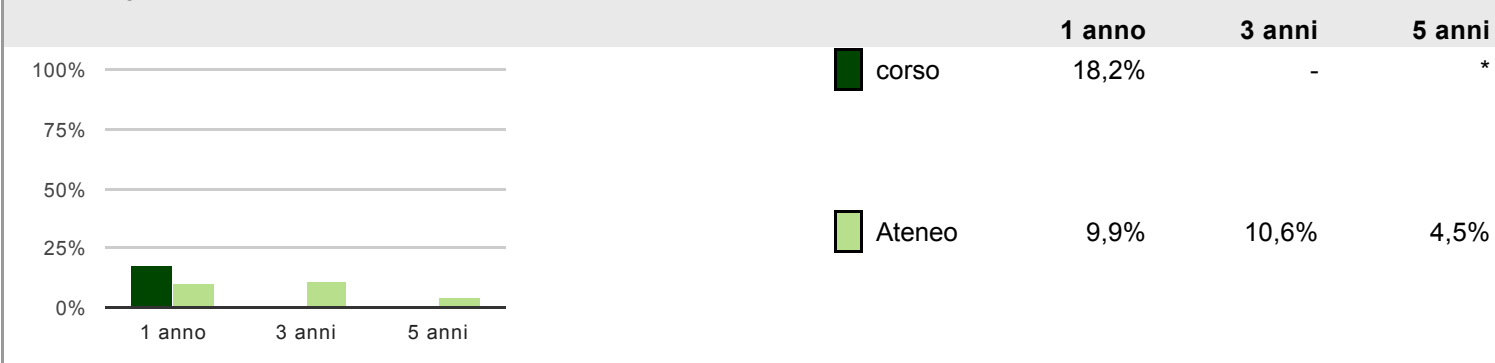 1 anno 3 anni 5 anni
100%
75%
50%
25%
0%
1 anno 3 anni 5 anni
corso 18,2% - *
Ateneo 9,9% 10,6% 4,5%